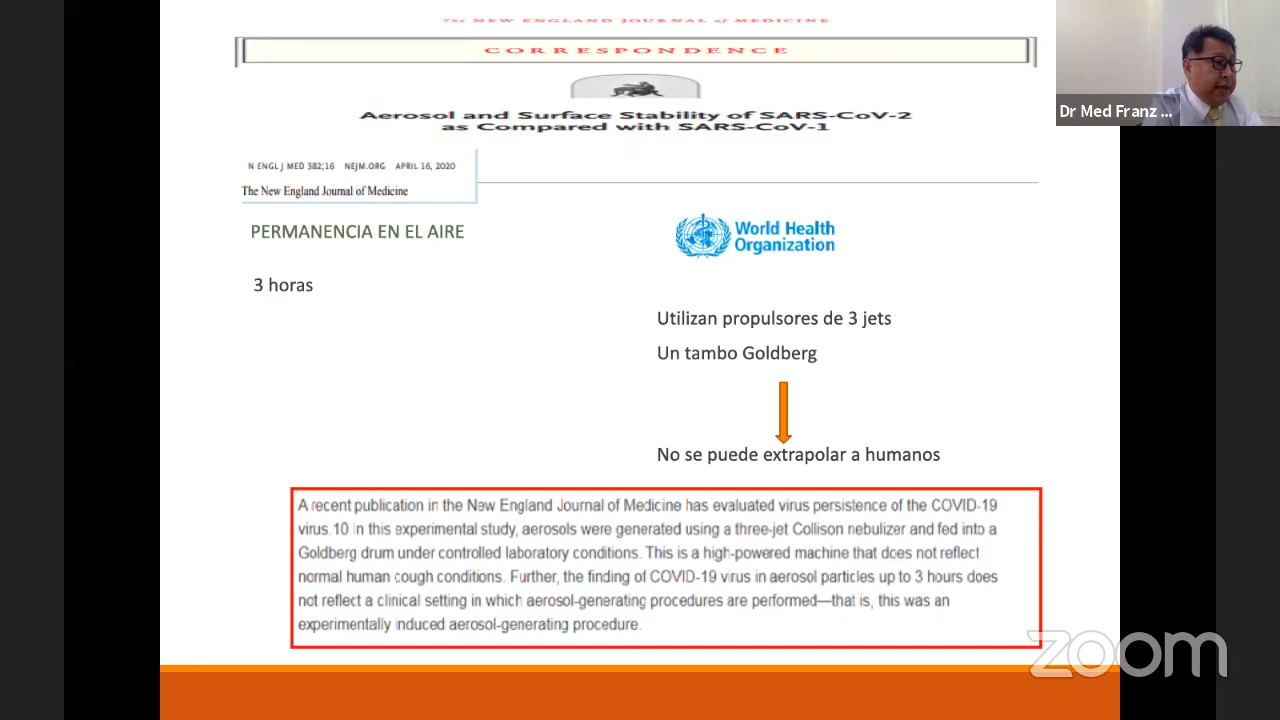 The NEW ENGLAND JOURNAL of MEDICINE
CORRESPONDENCE
Aerosol and Surface Stability of SARS-CoV-2
as Compared with SARS-CoV-1
N ENGL J MED 382;16 NEJM.ORG APRIL 16, 2020
The New England Journal of Medicine
Dr Med Franz ...
PERMANENCIA EN EL AIRE
3 horas
World Health
Organization
Utilizan propulsores de 3 jets
Un tambo Goldberg
No se puede extrapolar a humanos
A recent publication in the New England Journal of Medicine has evaluated virus persistence of the COVID-19
virus.10 In this experimental study, aerosols were generated using a three-jet Collison nebulizer and fed into a
Goldberg drum under controlled laboratory conditions. This is a high-powered machine that does not reflect
normal human cough conditions. Further, the finding of COVID-19 virus in aerosol particles up to 3 hours does
not reflect a clinical setting in which aerosol-generating procedures are performed—that is, this was an
experimentally induced aerosol-generating procedure.
zoom